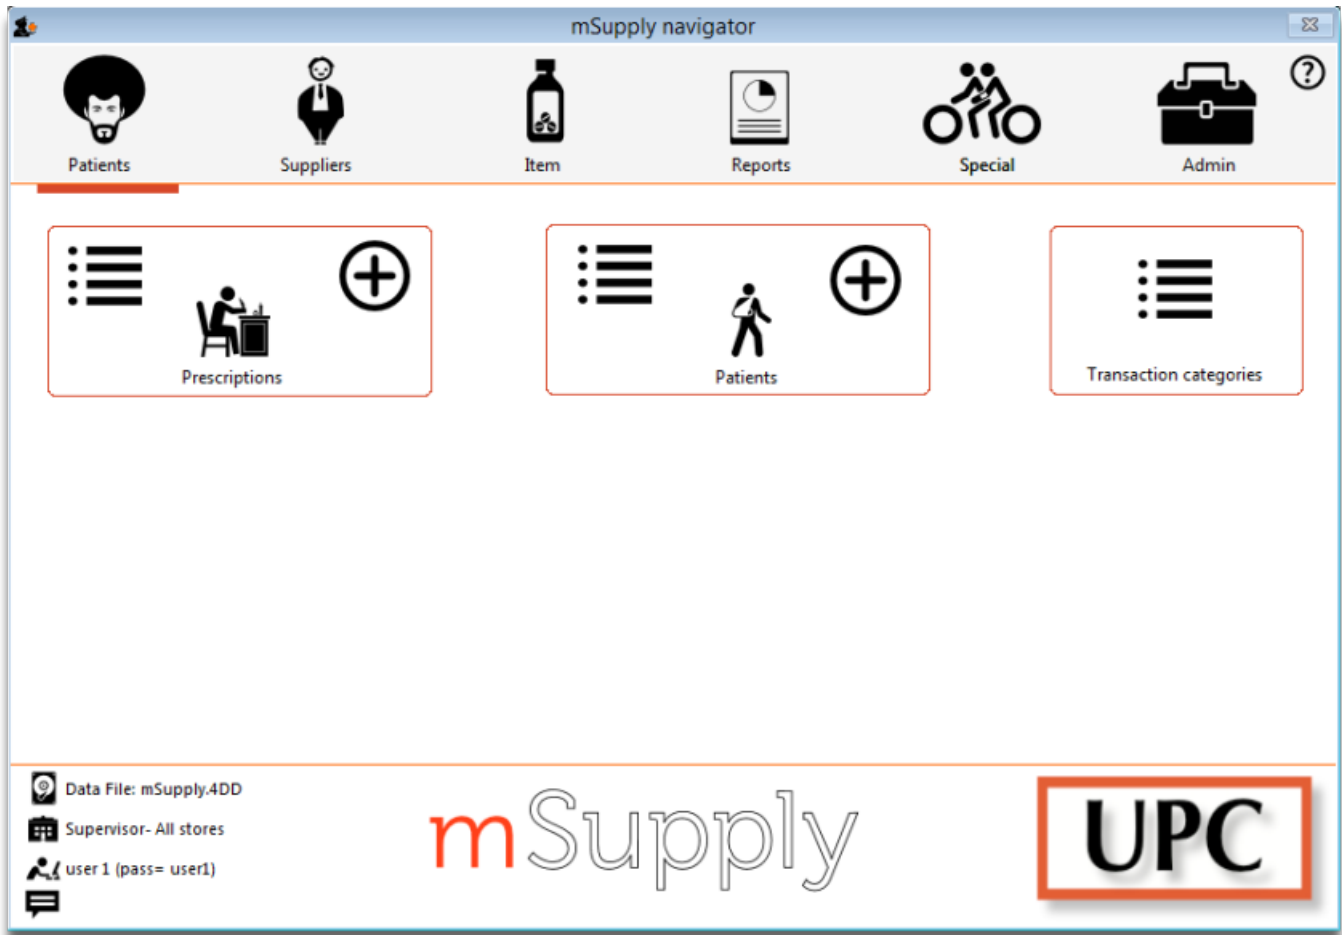 mSupply navigator
?
Patients
Suppliers
Item
Reports
Special
Admin
Prescriptions
Patients
Transaction categories
Data File: mSupply.4DD
Supervisor- All stores
user 1 (pass= user1)
mSupply
UPC